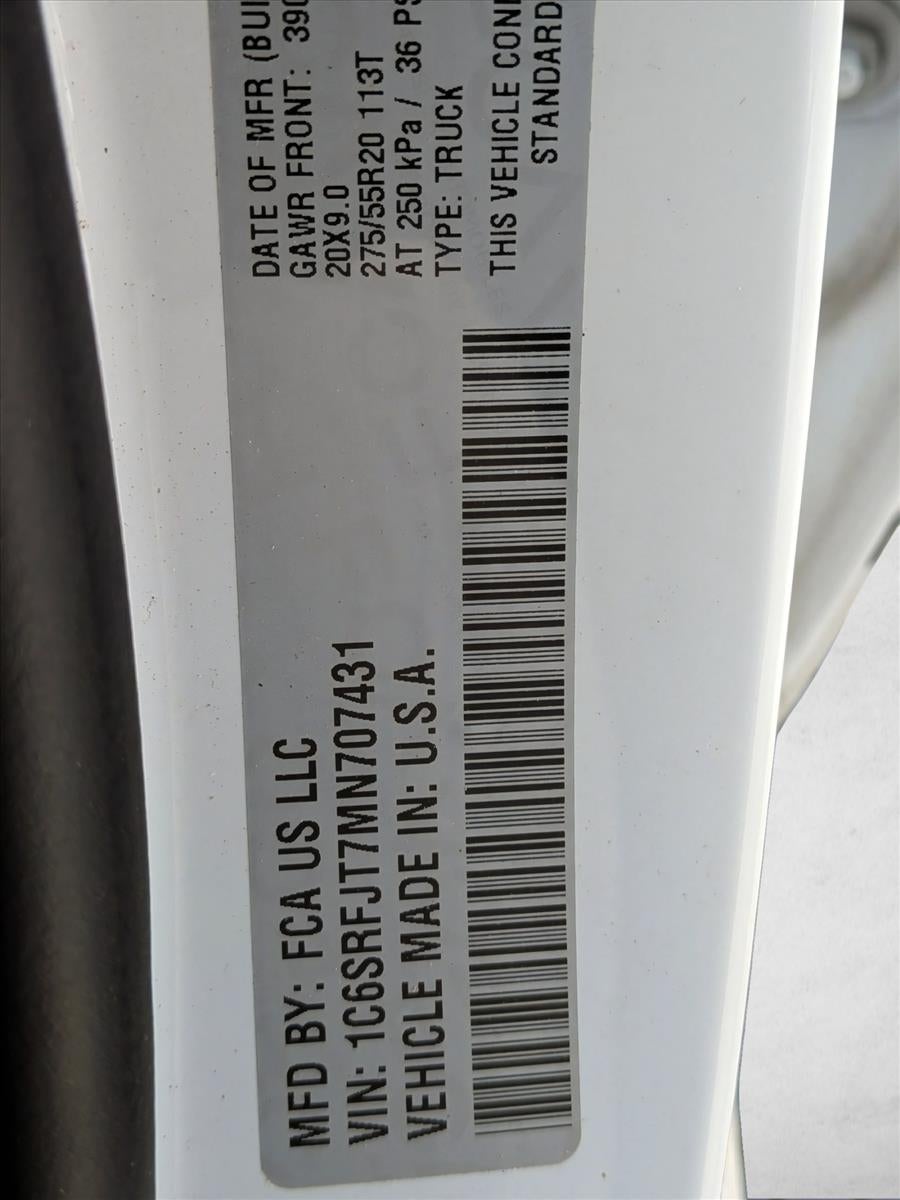 MFD BY: FCA US LLC
VIN: 1C6SRFJT7MN707431
VEHICLE MADE IN: U.S.A.
DATE OF MFR (BUI
GAWR FRONT: 390
20X9.0
275/55R20 113T
AT 250 kPa / 36 PS
TYPE: TRUCK
THIS VEHICLE CON
STANDARD